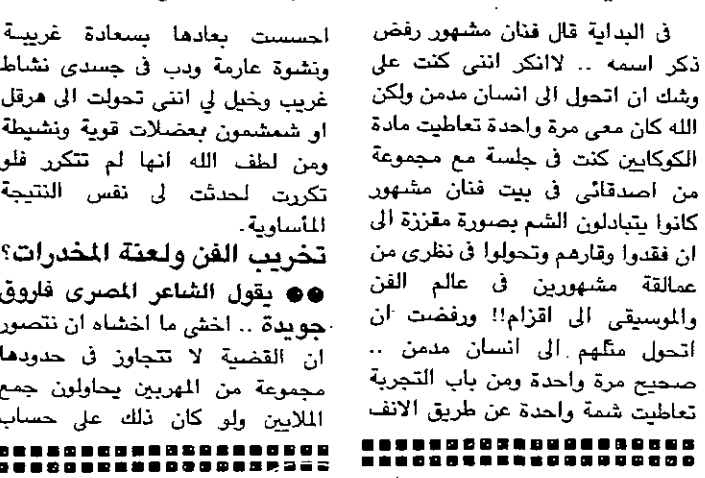 فى البداية قال فنان مشهور رفض
ذكر اسمه .. لاانكر اننى كنت على
وشك ان اتحول الى انسان مدمن ولكن
الله كان معى مرة واحدة تعاطيت مادة
الكوكايين كنت فى جلسة مع مجموعة
من اصدقائى فى بيت فنان مشهور
كانوا يتبادلون الشم بصورة مقززة الى
ان فقدوا وقارهم وتحولوا فى نظرى من
عمالقة مشهورين فى عالم الفن
والموسيقى الى اقزام!! ورفضت ان
اتحول مثلهم الى انسان مدمن ..
صحيح مرة واحدة ومن باب التجربة
تعاطيت شمة واحدة عن طريق الانف
احسست بعادها بسعادة غريبة
ونشوة عارمة ودب فى جسدى نشاط
غريب وخيل لي اننى تحولت الى هرقل
او شمشمون بعضلات قوية ونشيطة
ومن لطف الله انها لم تتكرر فلو
تكررت لحدثت لى نفس النتيجة
المأساوية.
تخريب الفن ولعنة المخدرات؟
●● يقول الشاعر المصرى فاروق
جويدة .. اخشى ما اخشاه ان نتصور
ان القضية لا تتجاوز فى حدودها
مجموعة من المهربين يحاولون جمع
الملايين ولو كان ذلك على حساب